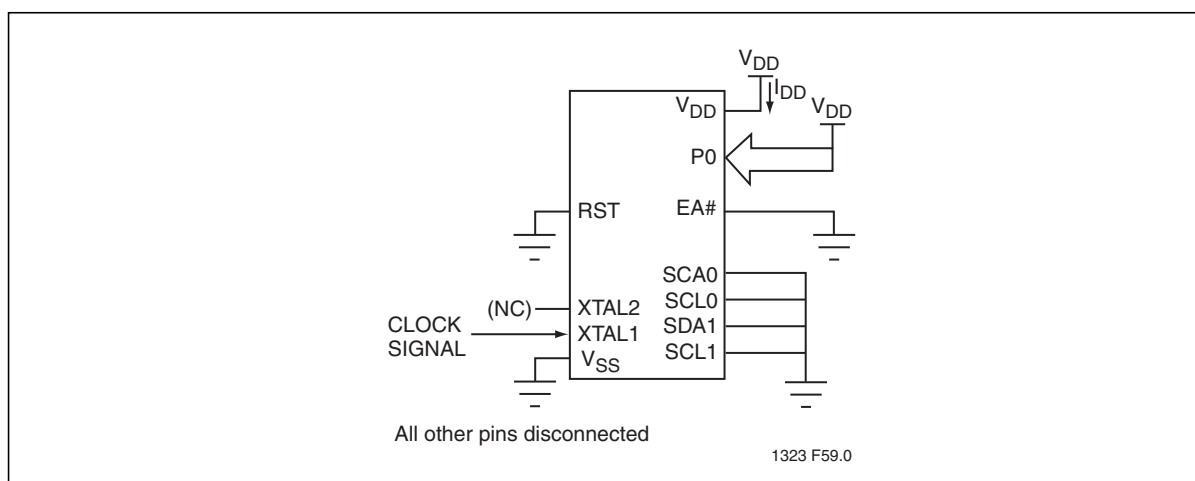 VDD
IDD
VDD
VDD
P0
RST
EA#
SCA0
SCL0
(NC)
XTAL2
SDA1
CLOCK
SIGNAL
XTAL1
SCL1
VSS
All other pins disconnected
1323 F59.0